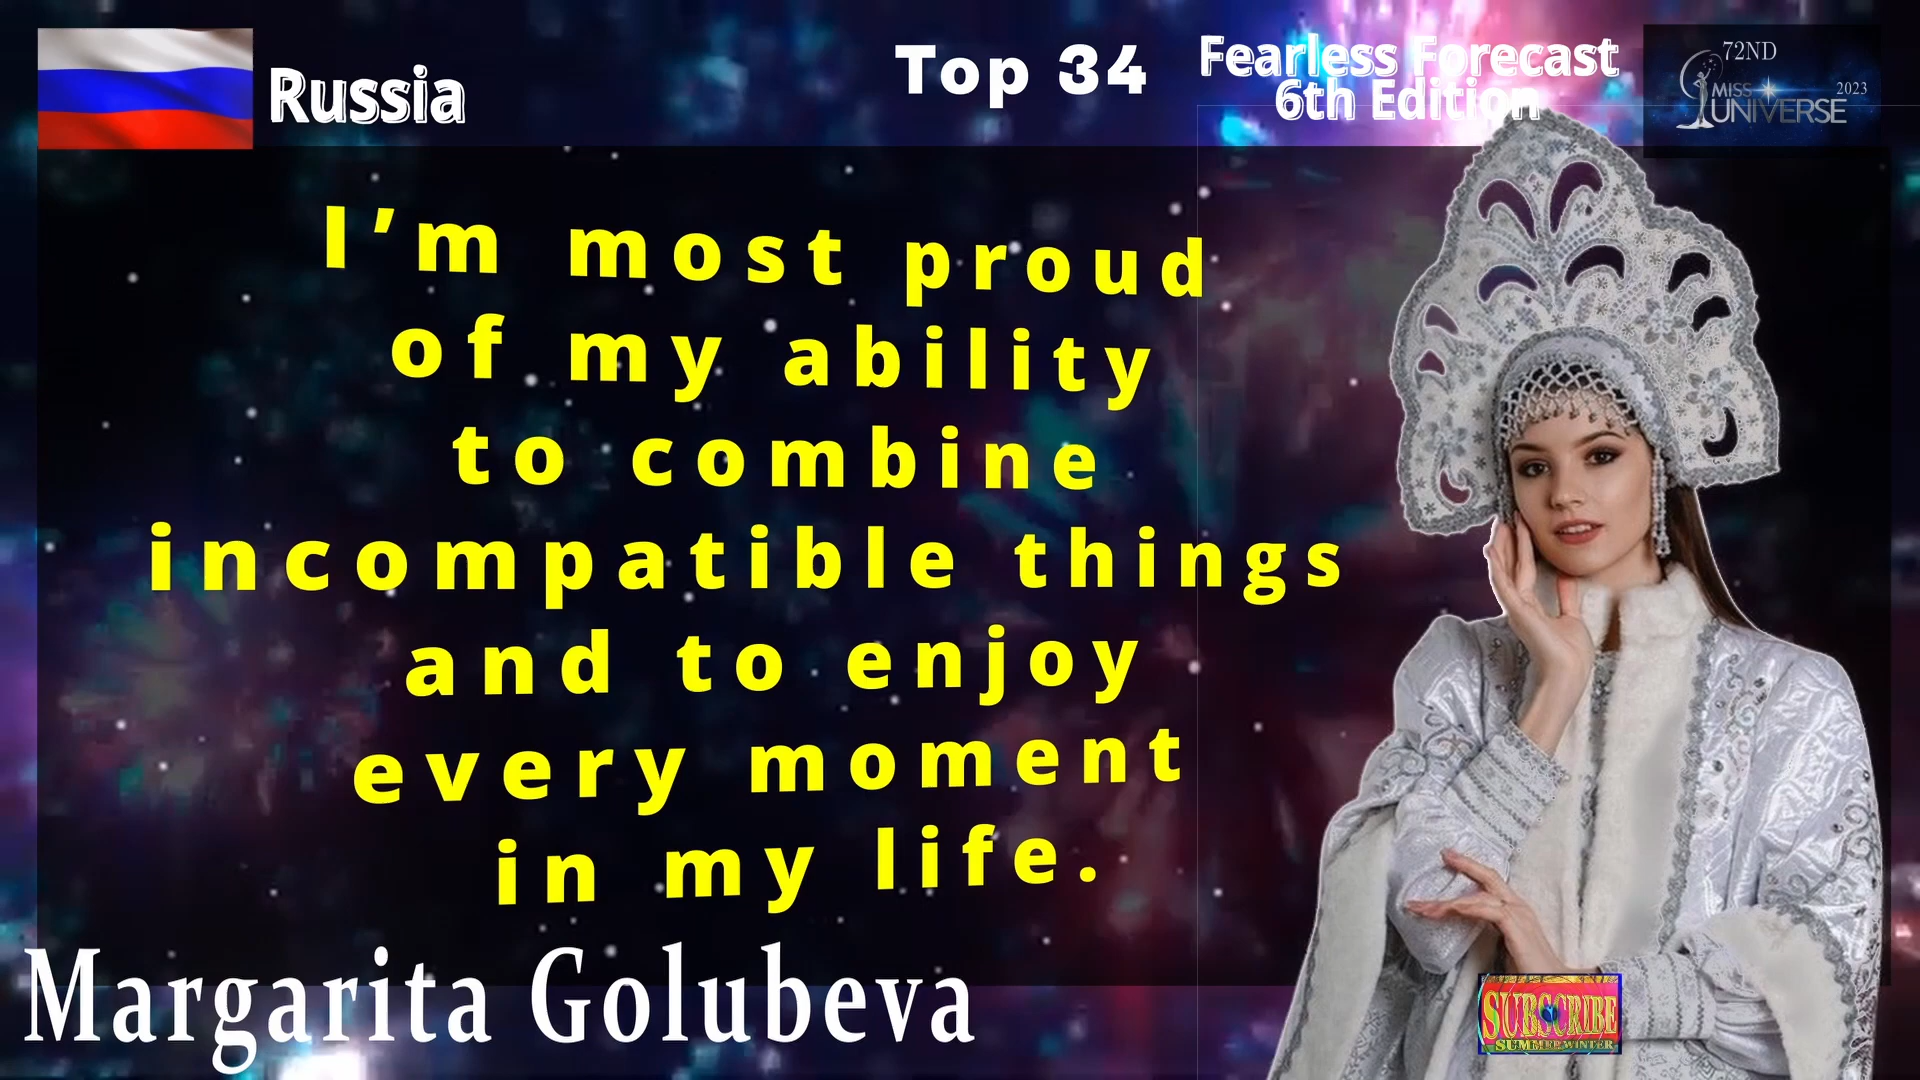 Russia
Top 34
Fearless Forecast
6th Edition
72ND
MISS
UNIVERSE
2023
I’m most proud
of my ability
to combine
incompatible things
and to enjoy
every moment
in my life.
Margarita Golubeva
SUBSCRIBE
SUMMERWINTER